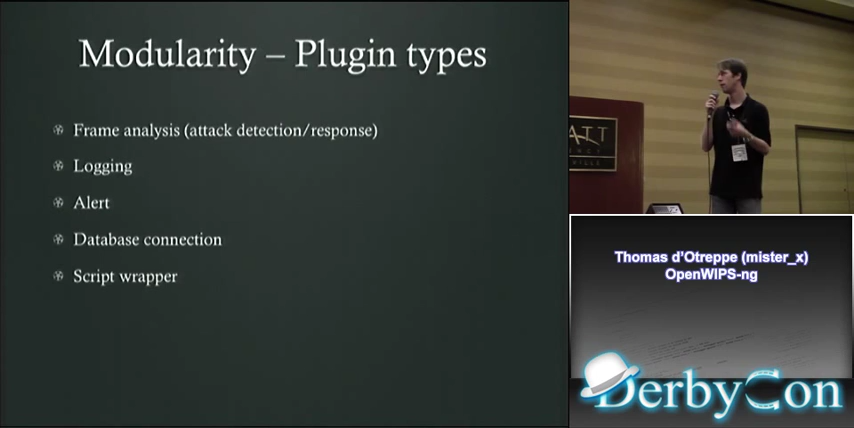 Modularity – Plugin types
Frame analysis (attack detection/response)
Logging
Alert
Database connection
Script wrapper
ATT
Thomas d'Otreppe (mister_x)
OpenWIPS-ng
DerbyCon